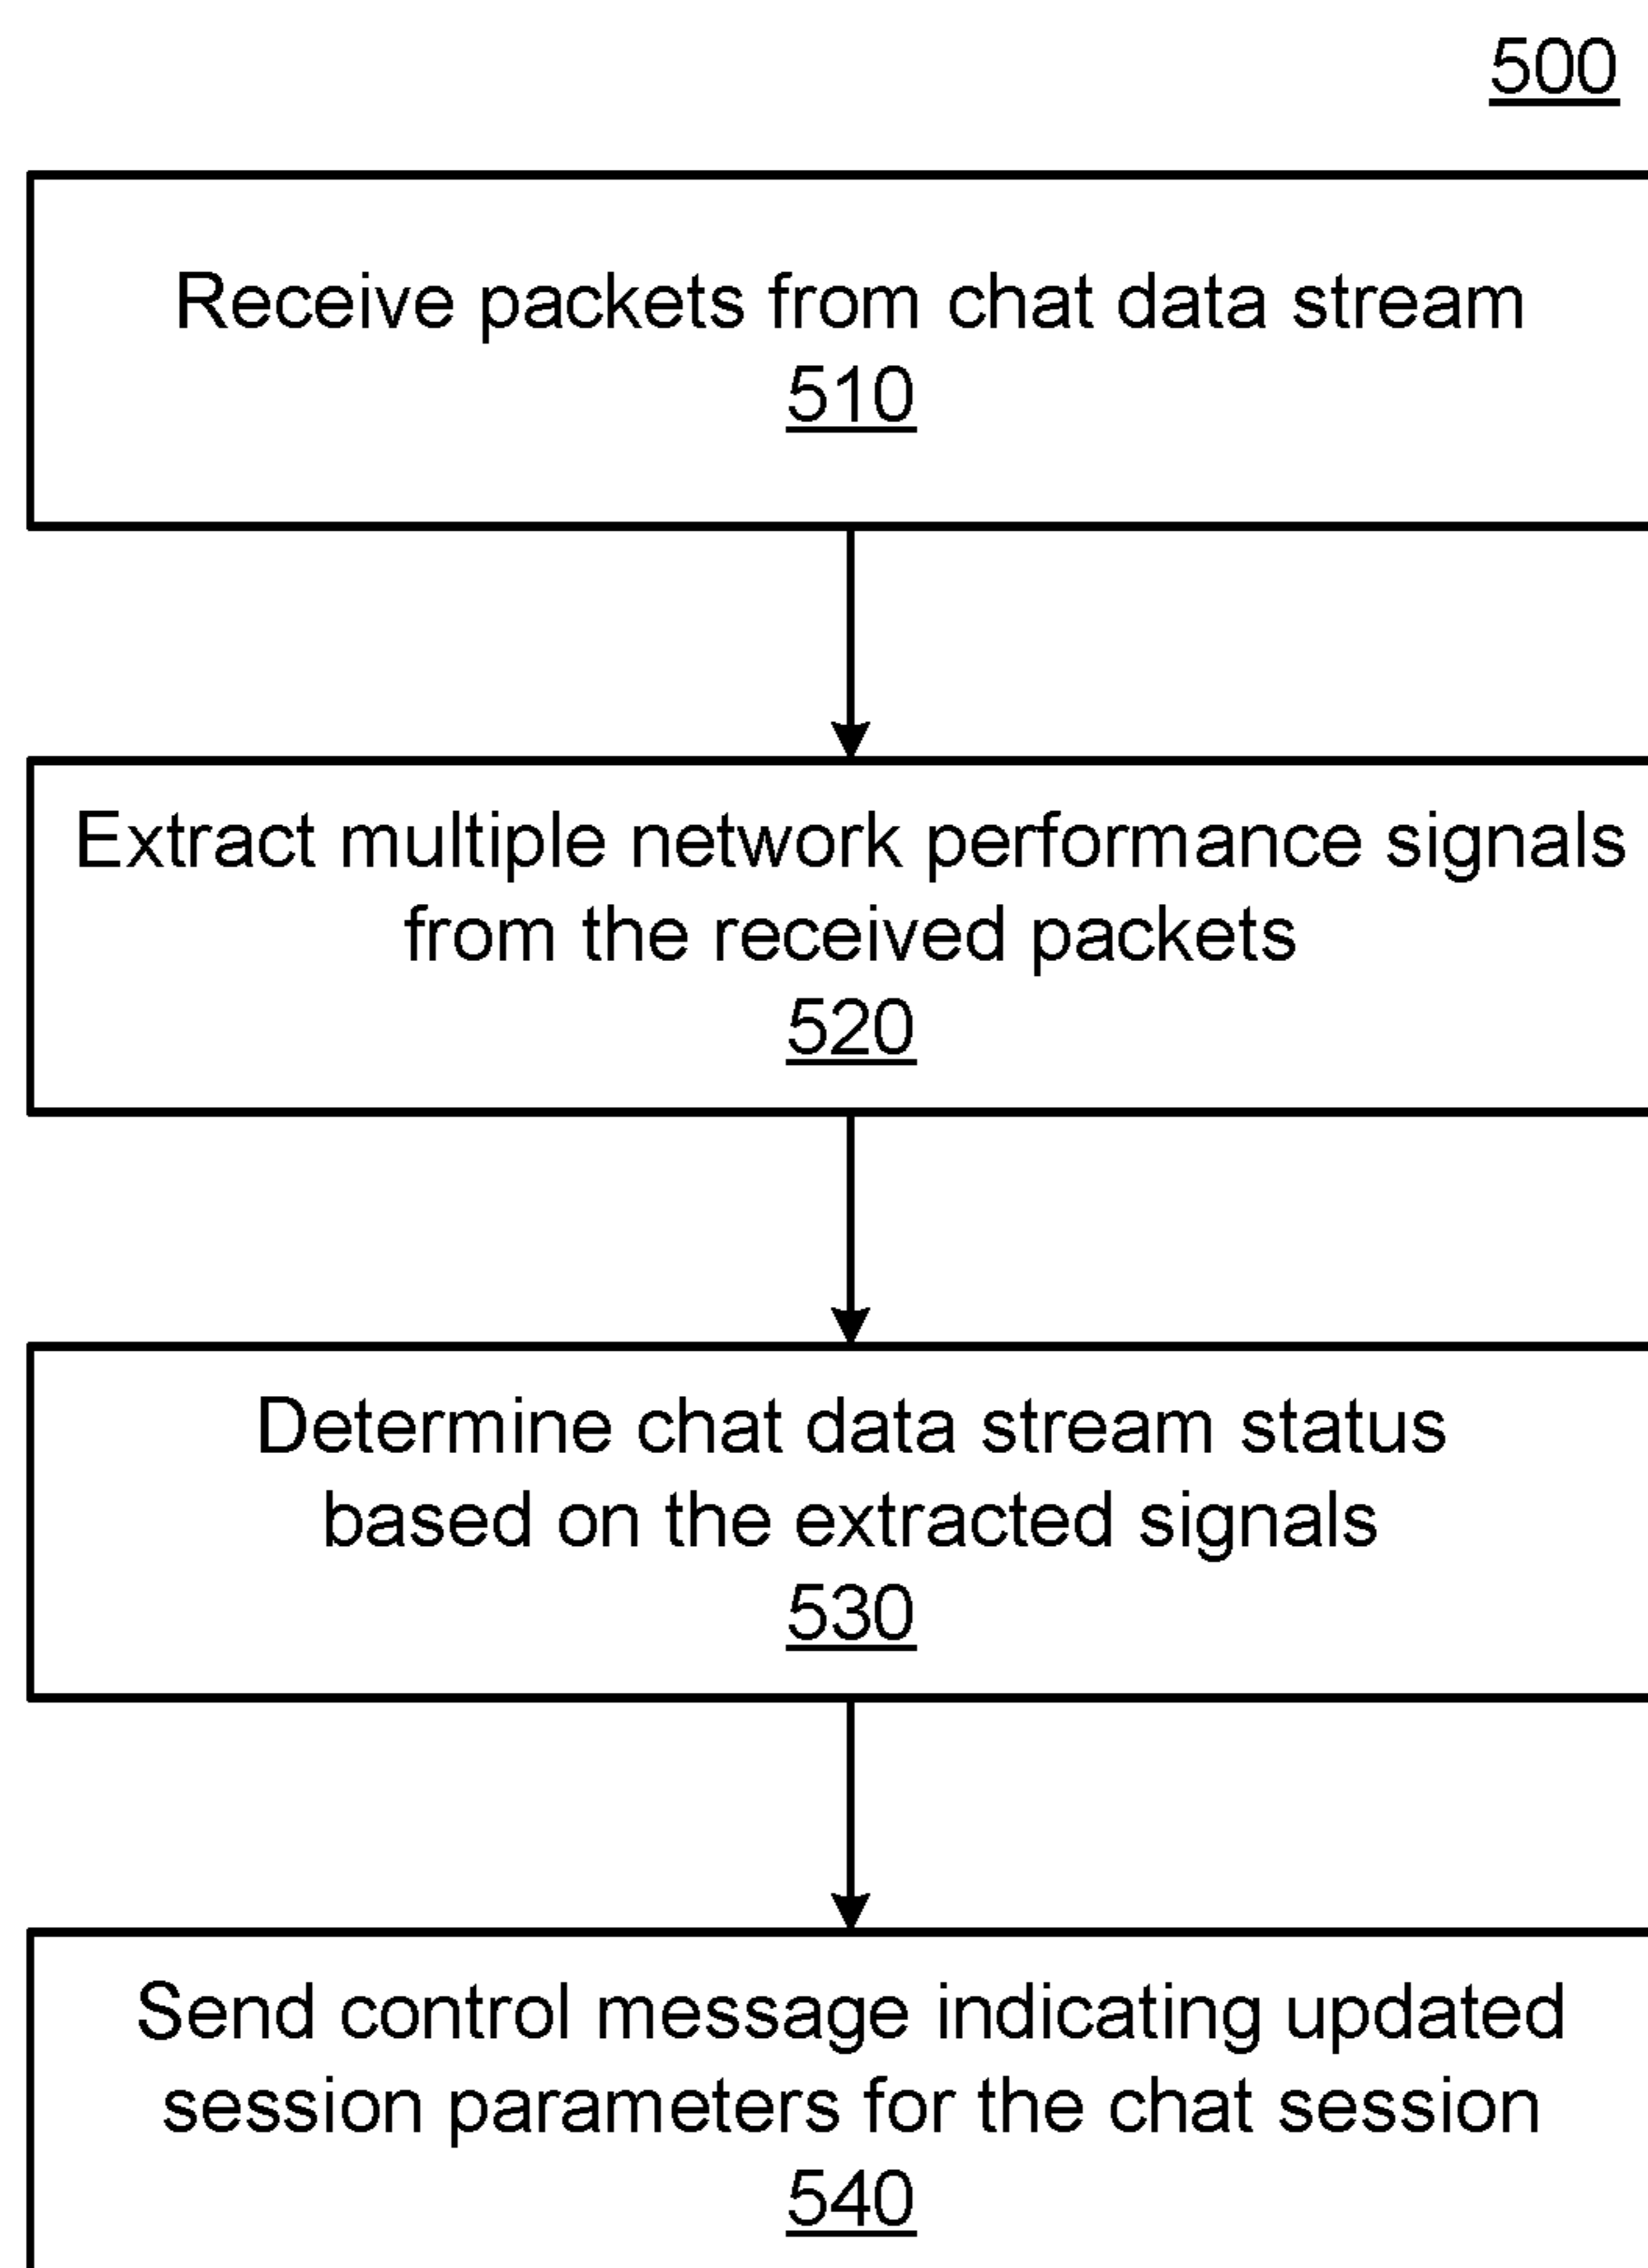 500
Receive packets from chat data stream
510
Extract multiple network performance signals
from the received packets
520
Determine chat data stream status
based on the extracted signals
530
Send control message indicating updated
session parameters for the chat session
540